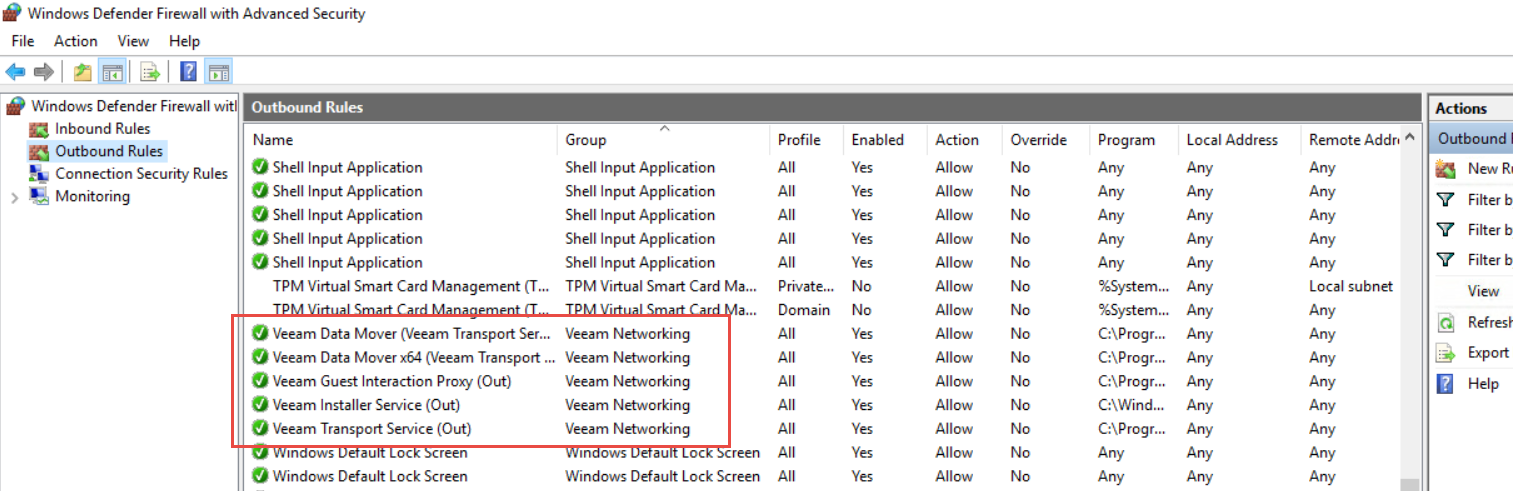 Windows Defender Firewall with Advanced Security
File Action View Help
Windows Defender Firewall witl
Inbound Rules
Outbound Rules
Connection Security Rules
Monitoring
Outbound Rules
Name Group Profile Enabled Action Override Program Local Address Remote Addr
Shell Input Application Shell Input Application All Yes Allow No Any Any Any
Shell Input Application Shell Input Application All Yes Allow No Any Any Any
Shell Input Application Shell Input Application All Yes Allow No Any Any Any
Shell Input Application Shell Input Application All Yes Allow No Any Any Any
Shell Input Application Shell Input Application All Yes Allow No Any Any Any
TPM Virtual Smart Card Management (T... TPM Virtual Smart Card Ma... Private... No Allow No %System... Any Local subnet
TPM Virtual Smart Card Management (T... TPM Virtual Smart Card Ma... Domain No Allow No %System... Any Any
Veeam Data Mover (Veeam Transport Ser... Veeam Networking All Yes Allow No C:\Progr... Any Any
Veeam Data Mover x64 (Veeam Transport ... Veeam Networking All Yes Allow No C:\Progr... Any Any
Veeam Guest Interaction Proxy (Out) Veeam Networking All Yes Allow No C:\Progr... Any Any
Veeam Installer Service (Out) Veeam Networking All Yes Allow No C:\Wind... Any Any
Veeam Transport Service (Out) Veeam Networking All Yes Allow No C:\Progr... Any Any
Windows Default Lock Screen Windows Default Lock Screen All Yes Allow No Any Any Any
Windows Default Lock Screen Windows Default Lock Screen All Yes Allow No Any Any Any
Actions
Outbound
New Ru
Filter b
Filter b
Filter b
View
Refresh
Export
Help